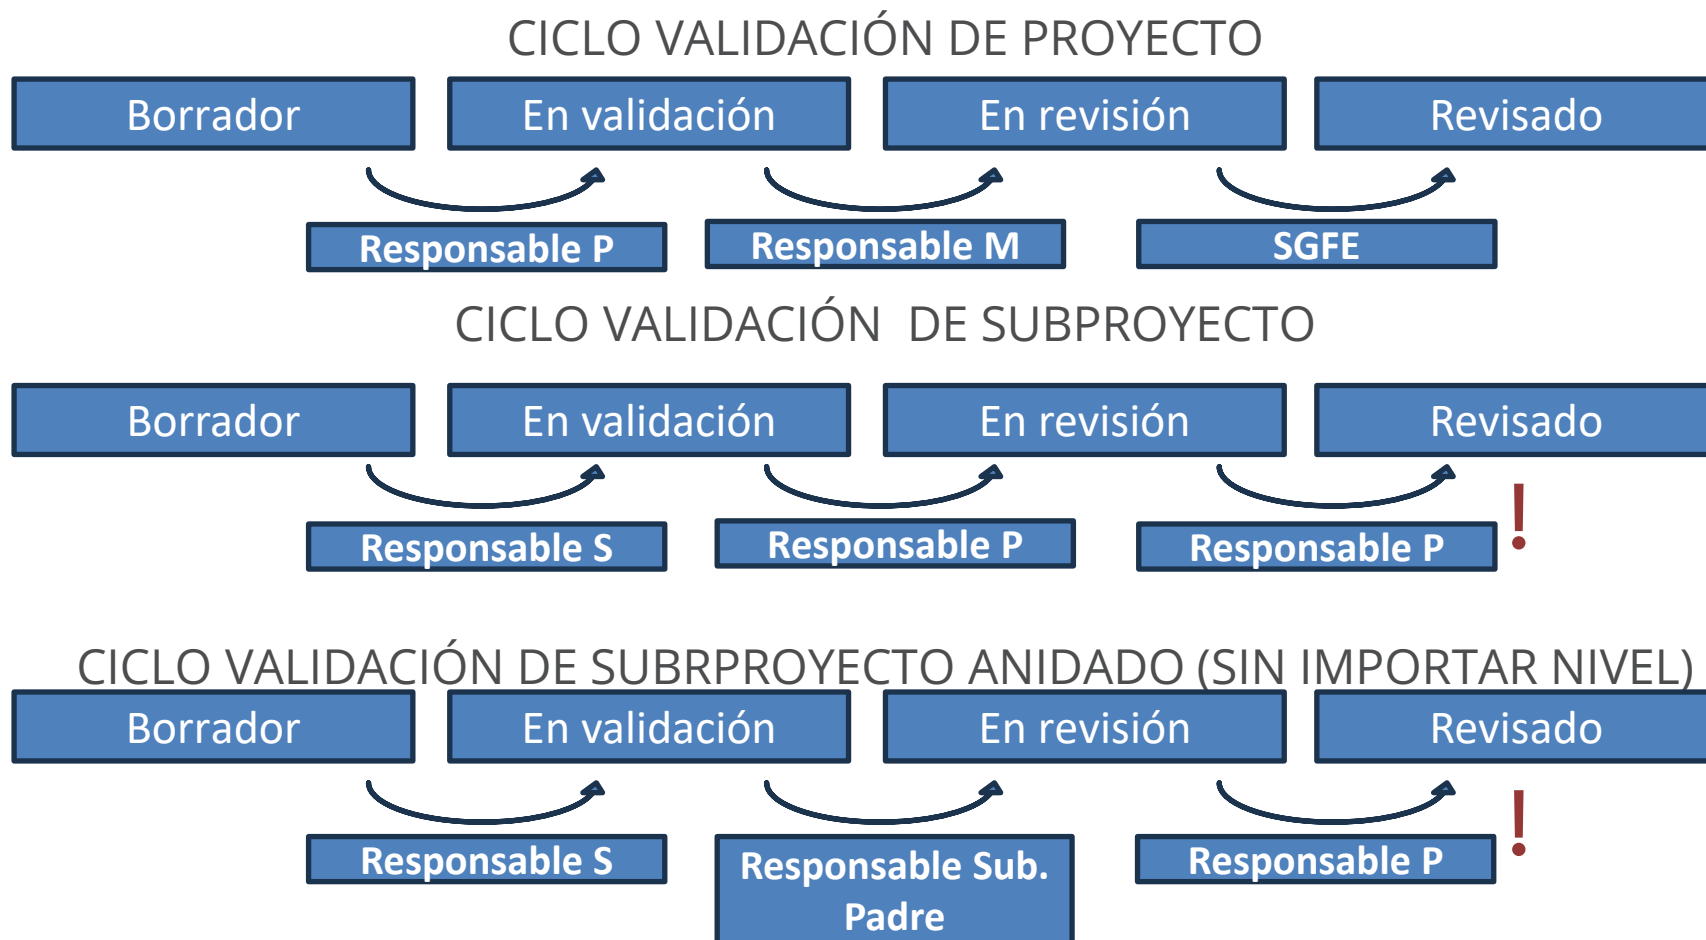 CICLO VALIDACIÓN DE PROYECTO
Borrador
En validación
En revisión
Revisado
Responsable P
Responsable M
SGFE
CICLO VALIDACIÓN  DE SUBPROYECTO
Borrador
En validación
En revisión
Revisado
Responsable S
Responsable P
Responsable P
!
CICLO VALIDACIÓN DE SUBRPROYECTO ANIDADO (SIN IMPORTAR NIVEL)
Borrador
En validación
En revisión
Revisado
Responsable S
Responsable Sub.
Padre
Responsable P
!